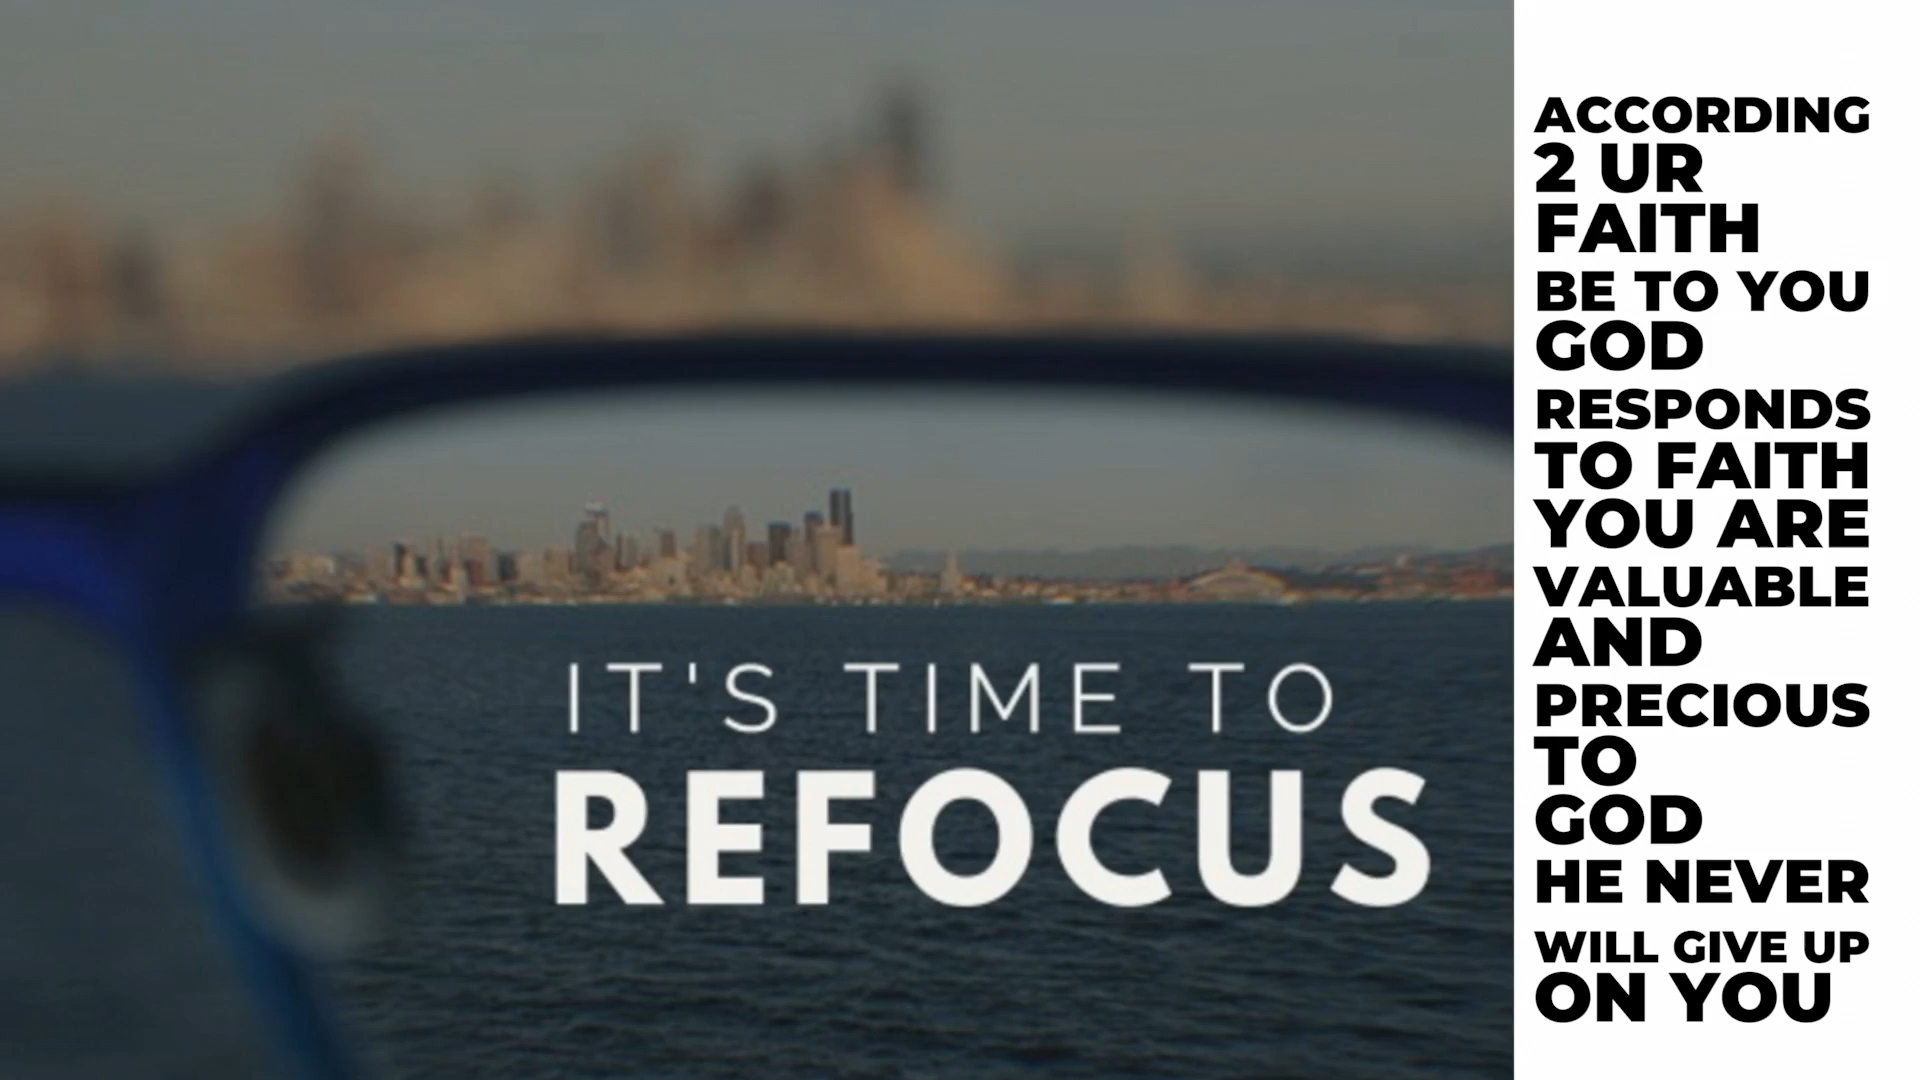 IT'S TIME TO
REFOCUS
ACCORDING
2 UR
FAITH
BE TO YOU
GOD
RESPONDS
TO FAITH
YOU ARE
VALUABLE
AND
PRECIOUS
TO
GOD
HE NEVER
WILL GIVE UP
ON YOU